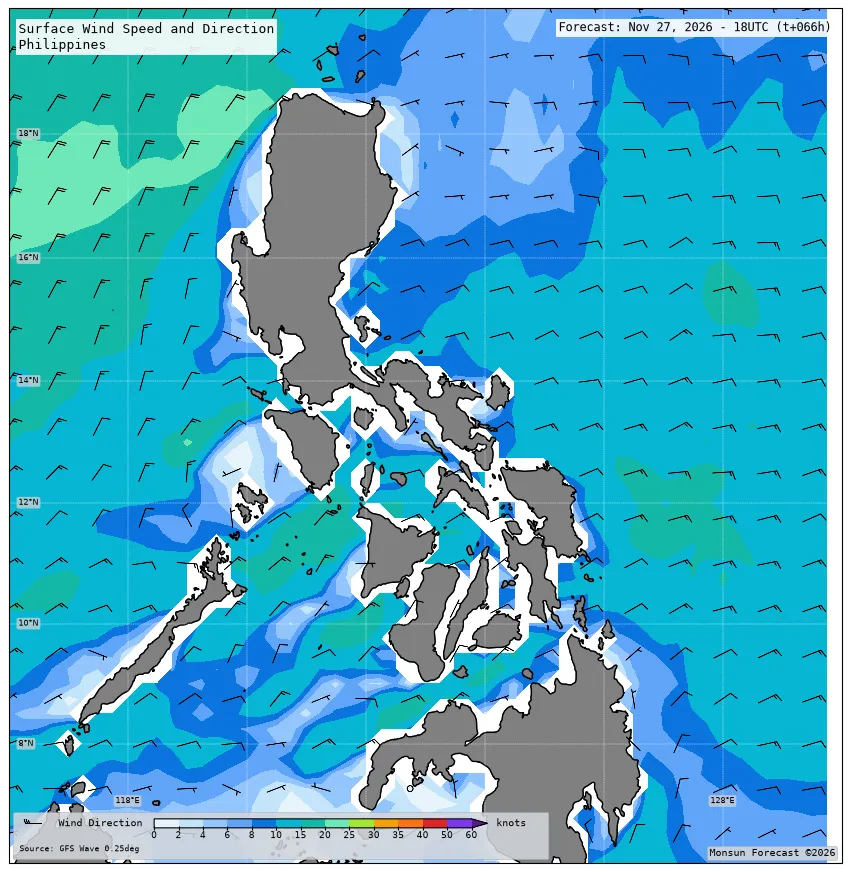 Surface Wind Speed and Direction
Philippines
Forecast: Nov 27, 2026 - 18UTC (t+066h)
18°N
16°N
14°N
12°N
10°N
8°N
118°E
128°E
Wind Direction
knots
0 2 4 6 8 10 15 20 25 30 35 40 50 60
Source: GFS Wave 0.25deg
Monsun Forecast ©2026